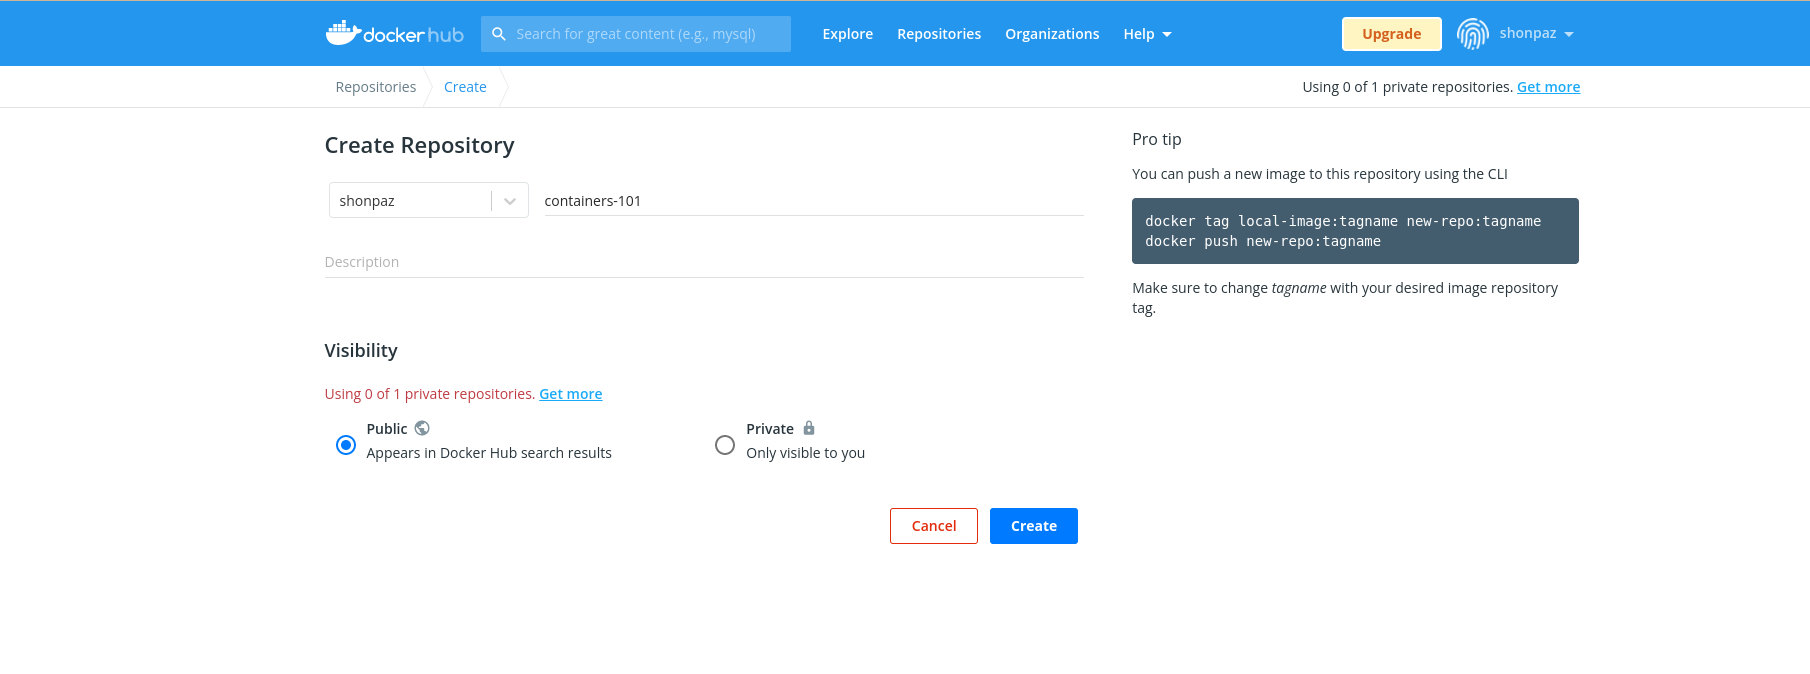 docker hub
Search for great content (e.g., mysql)
Explore
Repositories
Organizations
Help
Upgrade
shonpaz
Repositories
Create
Using 0 of 1 private repositories. Get more
Create Repository
shonpaz
containers-101
Description
Visibility
Using 0 of 1 private repositories. Get more
Public
Appears in Docker Hub search results
Private
Only visible to you
Cancel
Create
Pro tip
You can push a new image to this repository using the CLI
docker tag local-image:tagname new-repo:tagname
docker push new-repo:tagname
Make sure to change tagname with your desired image repository
tag.